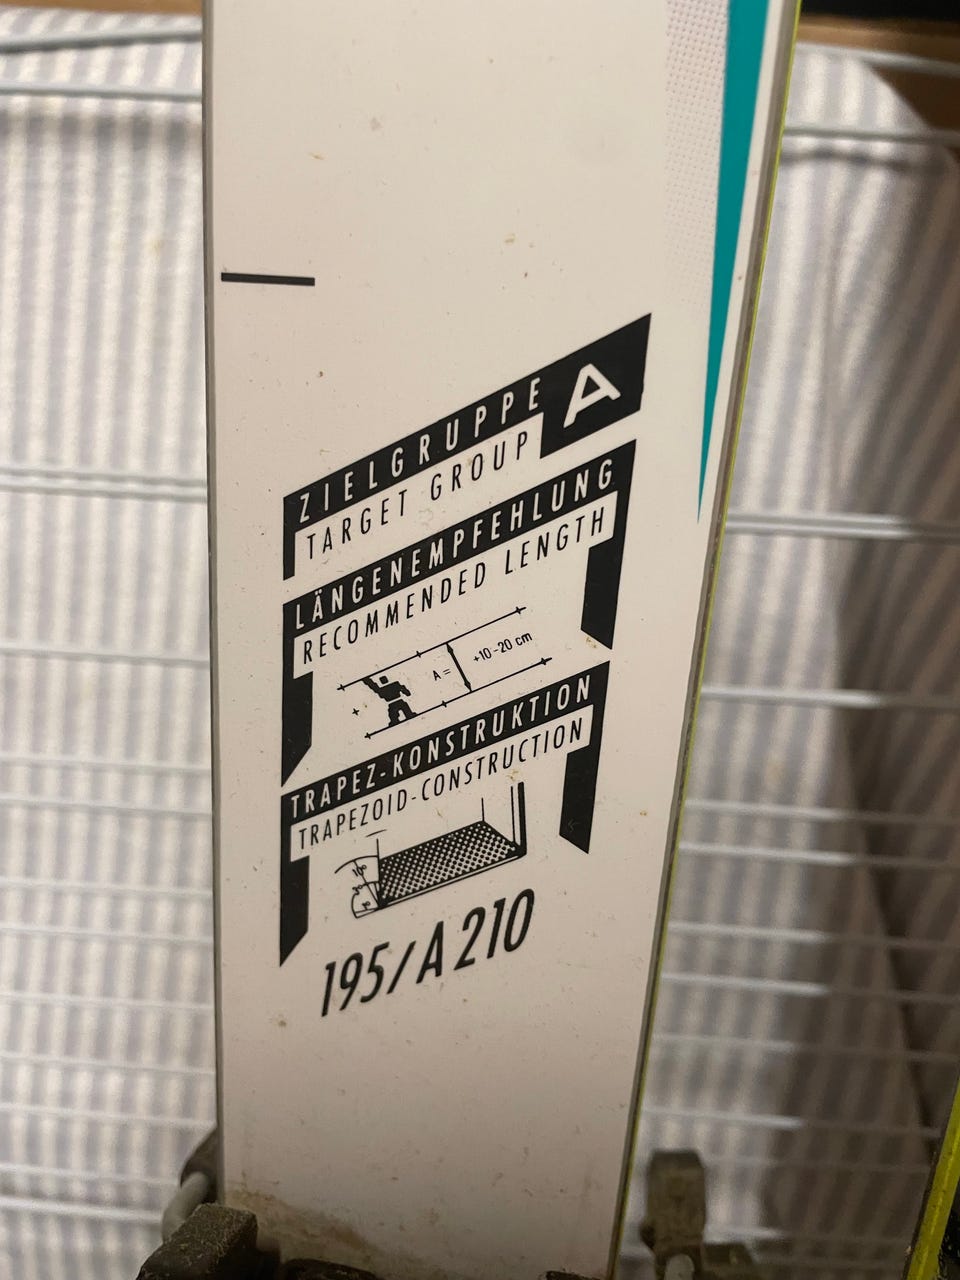 ZIELGRUPPE A
TARGET GROUP
LÄNGENEMPFEHLUNG
RECOMMENDED LENGTH
A = +10-20 cm
TRAPEZ-KONSTRUKTION
TRAPEZOID-CONSTRUCTION
195/A 210